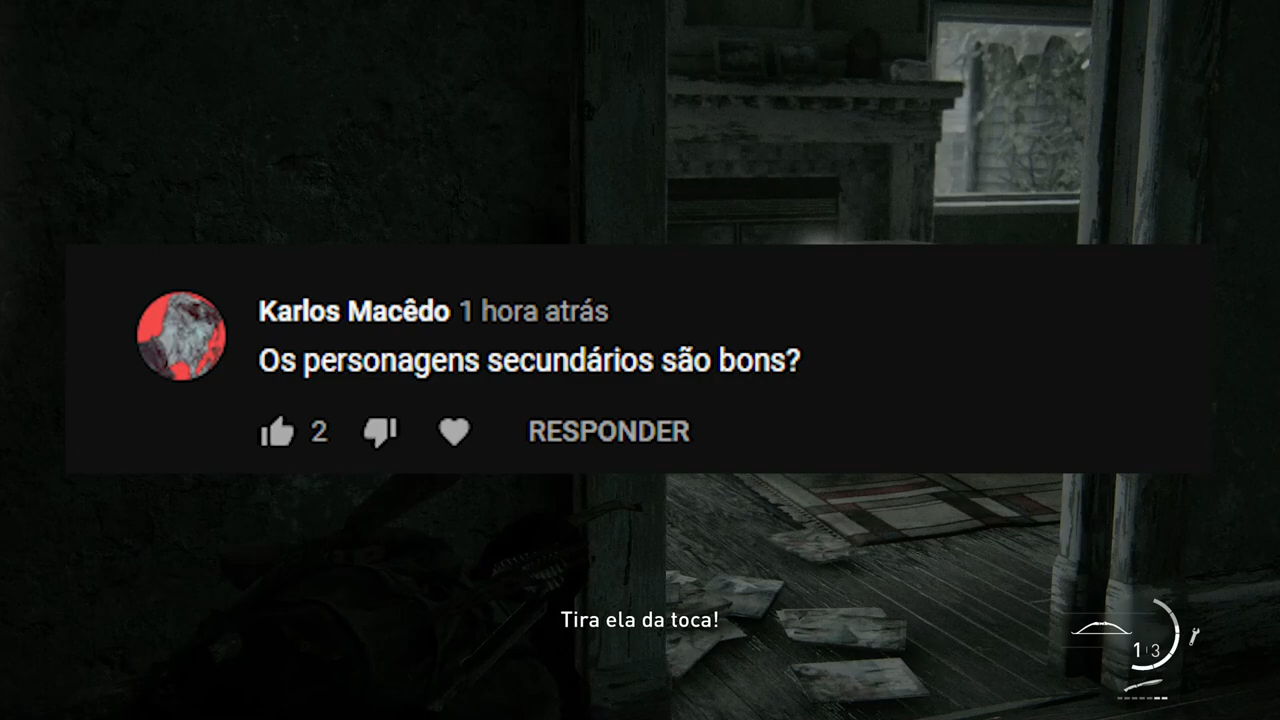 Karlos Macêdo 1 hora atrás
Os personagens secundários são bons?
2 RESPONDER
Tira ela da toca!
1 3